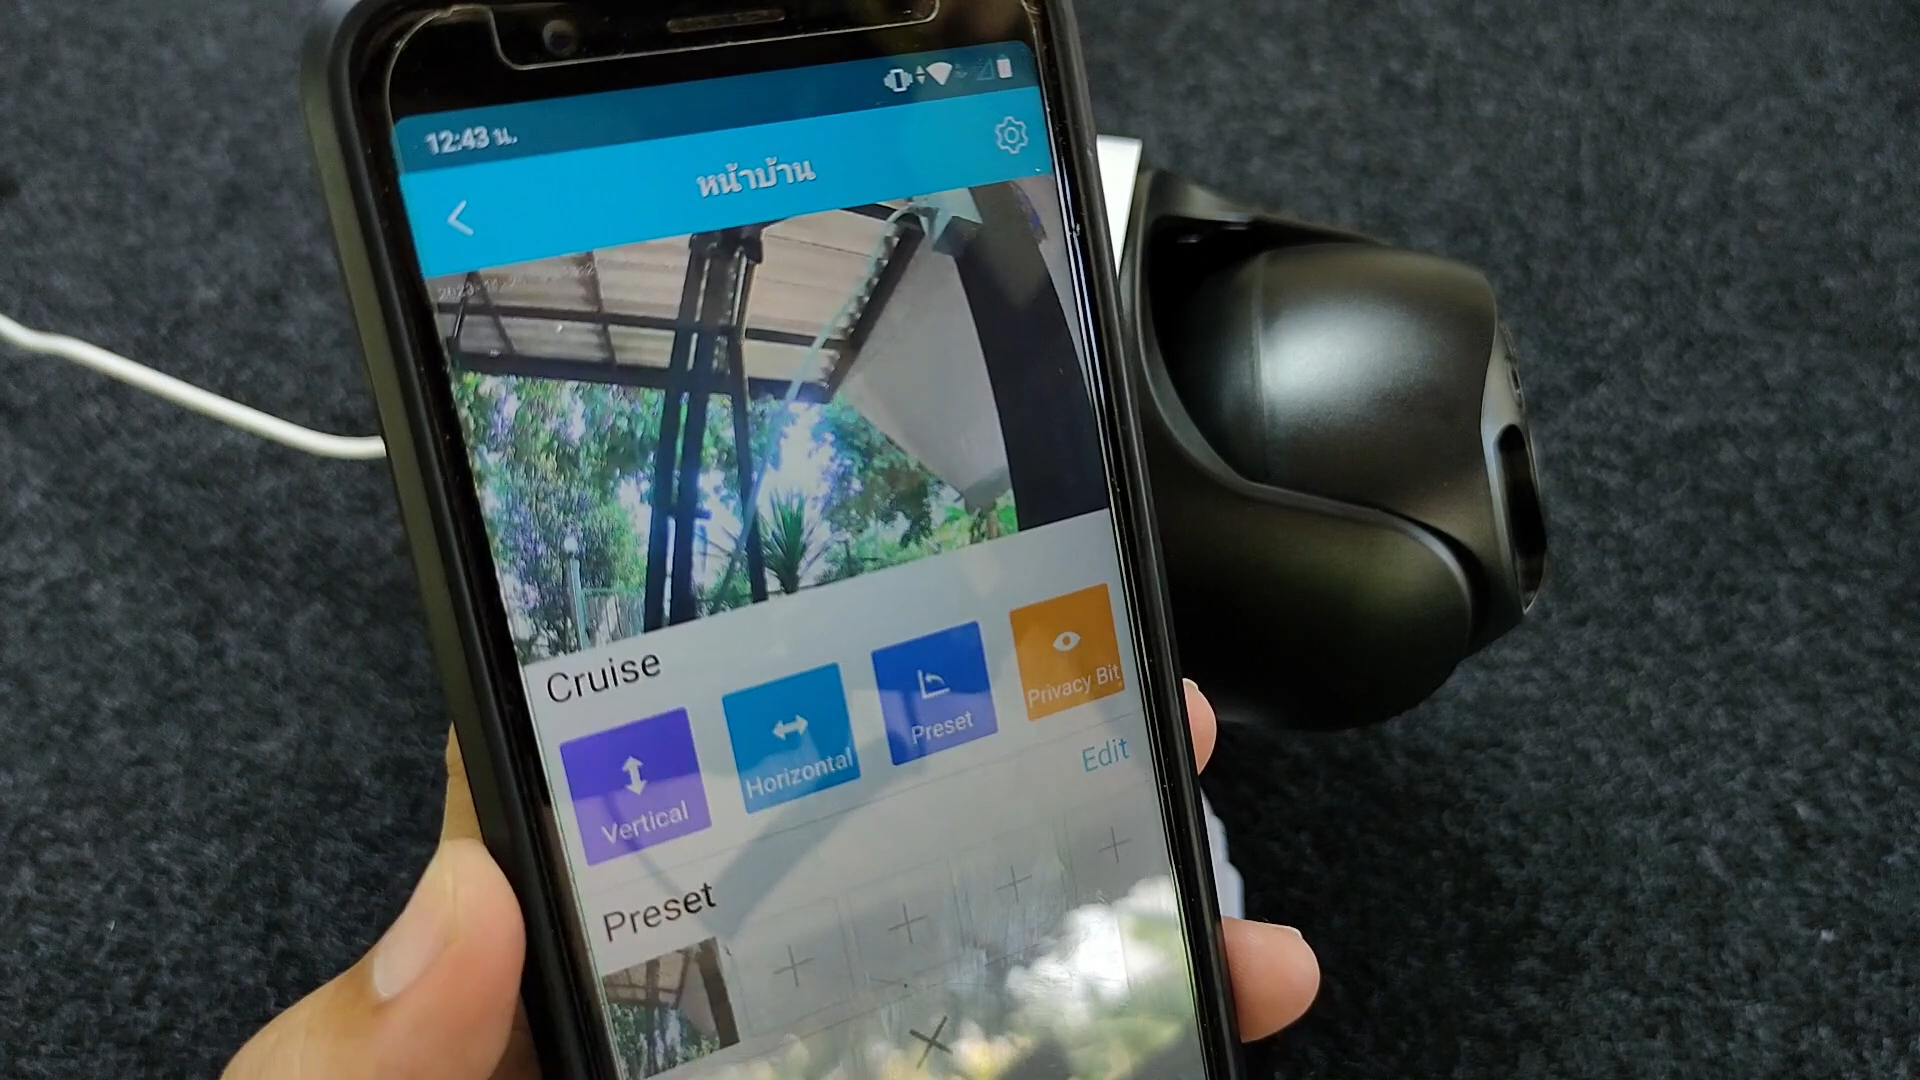 12:43 น.
หน้าบ้าน
Cruise
Vertical
Horizontal
Preset
Privacy Bit
Edit
Preset